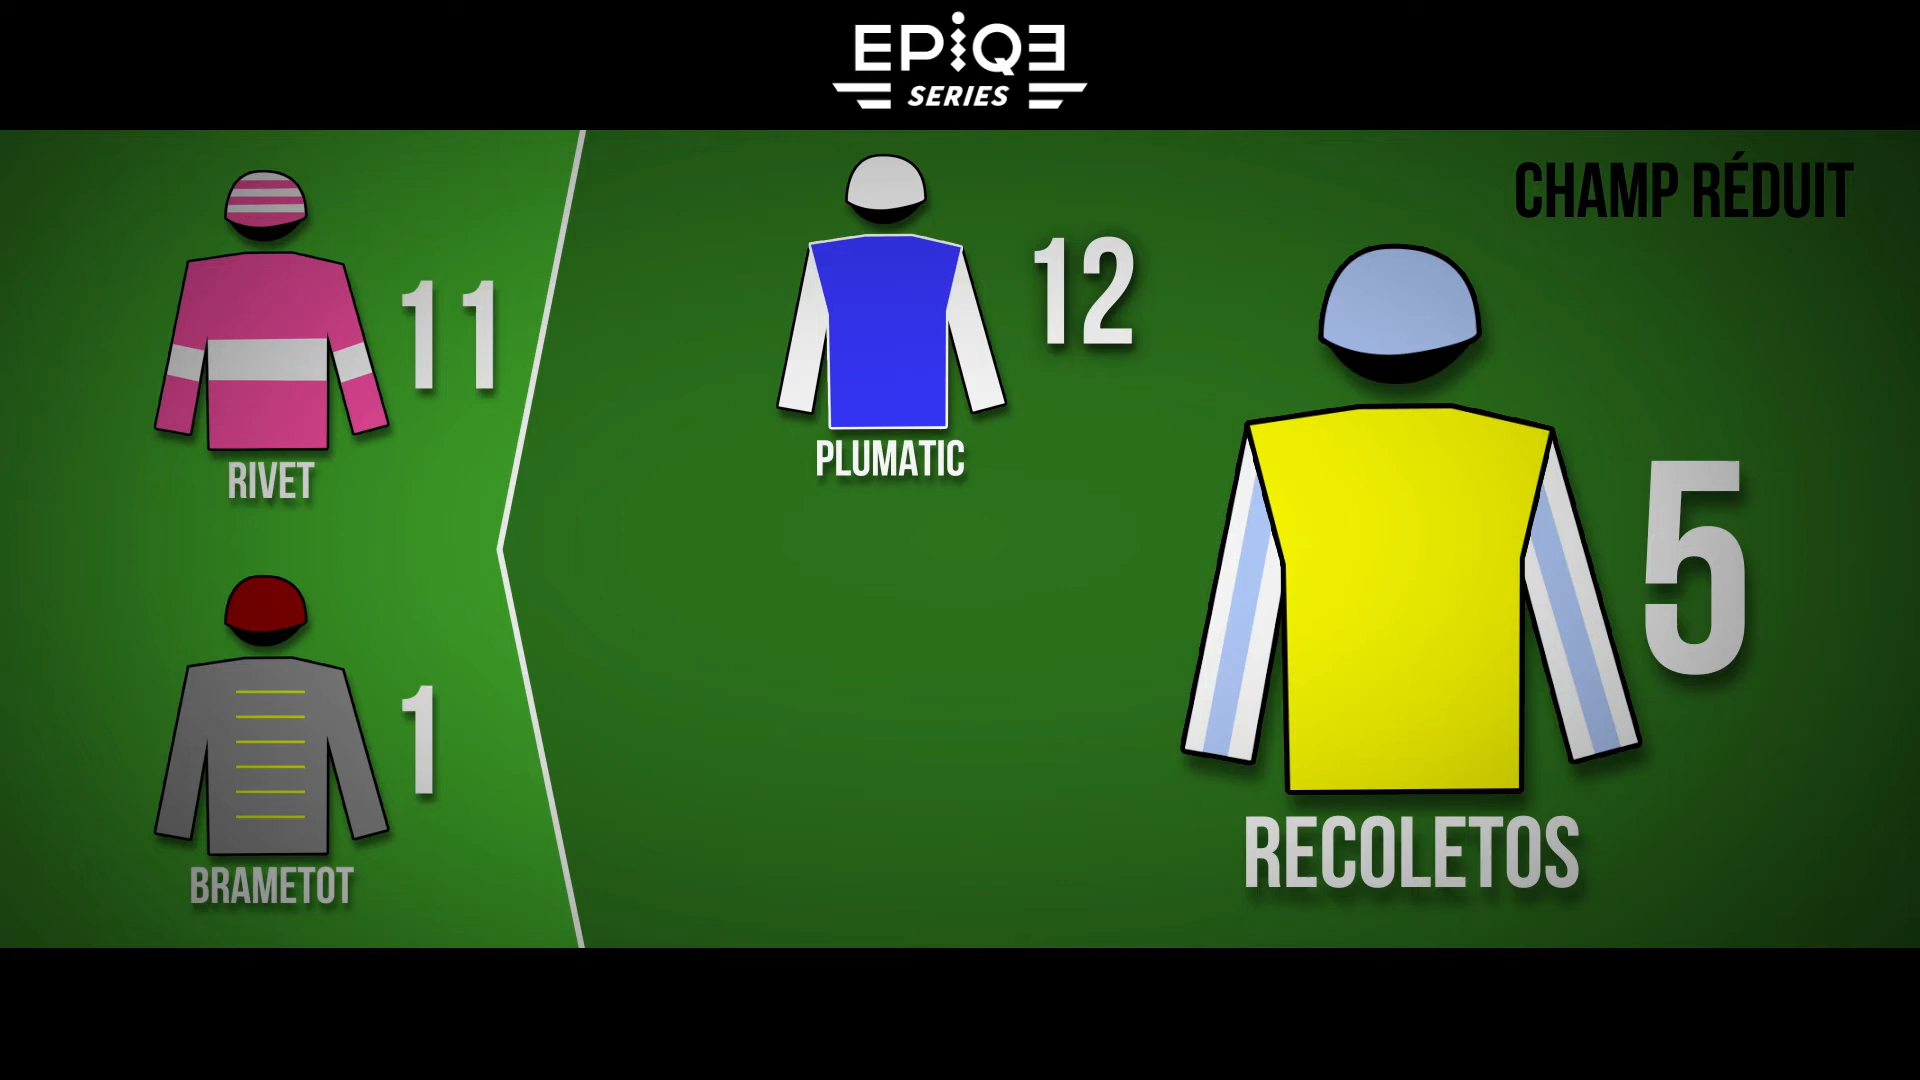 EPIQE
SERIES
CHAMP RÉDUIT
11
RIVET
1
BRAMETOT
12
PLUMATIC
5
RECOLETOS